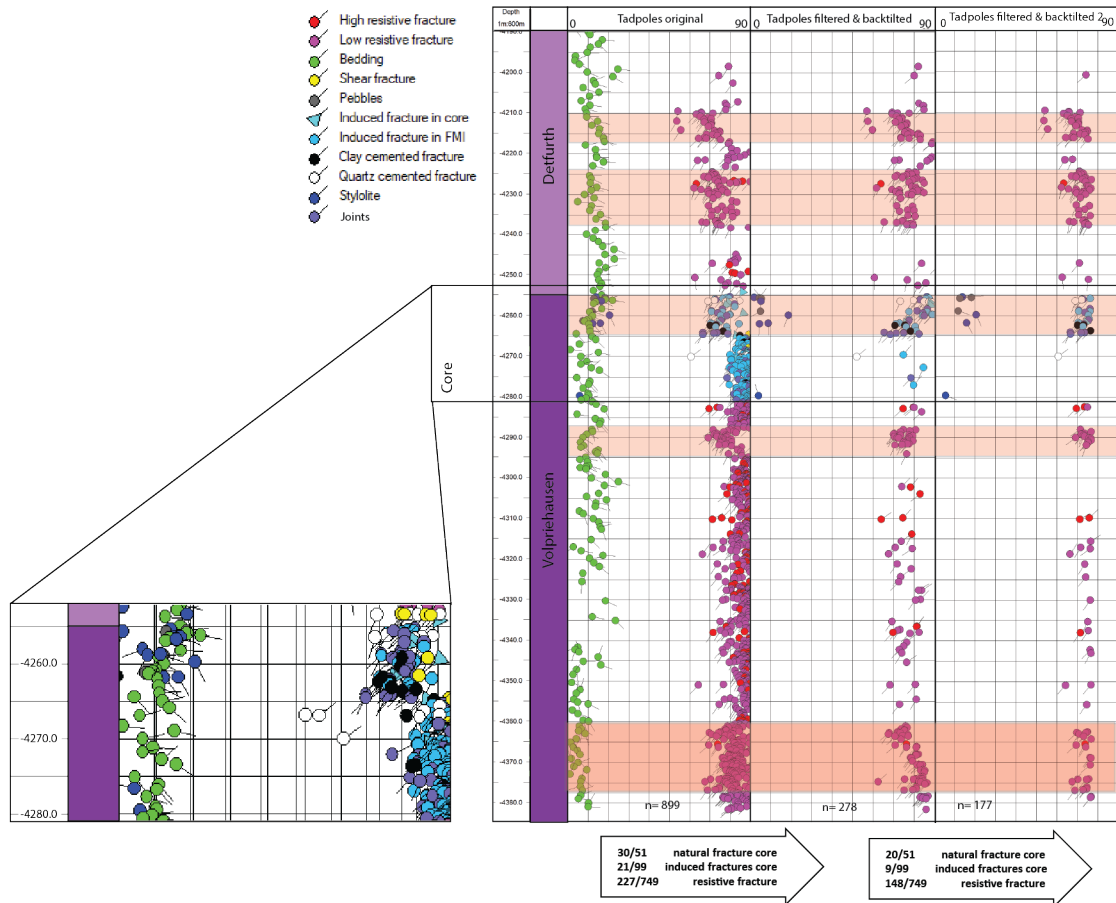 High resistive fracture
Low resistive fracture
Bedding
Shear fracture
Pebbles
Induced fracture in core
Induced fracture in FMI
Clay cemented fracture
Quartz cemented fracture
Stylolite
Joints
Depth
1m:600m
0 Tadpoles original 90
0 Tadpoles filtered & backtilted 90
0 Tadpoles filtered & backtilted 2 90
-4190.0
-4200.0
-4210.0
-4220.0
-4230.0
-4240.0
-4250.0
-4260.0
-4270.0
-4280.0
-4290.0
-4300.0
-4310.0
-4320.0
-4330.0
-4340.0
-4350.0
-4360.0
-4370.0
-4380.0
Detfurth
Volpriehausen
Core
-4260.0
-4270.0
-4280.0
n= 899
n= 278
n= 177
30/51 natural fracture core
21/99 induced fractures core
227/749 resistive fracture
20/51 natural fracture core
9/99 induced fractures core
148/749 resistive fracture